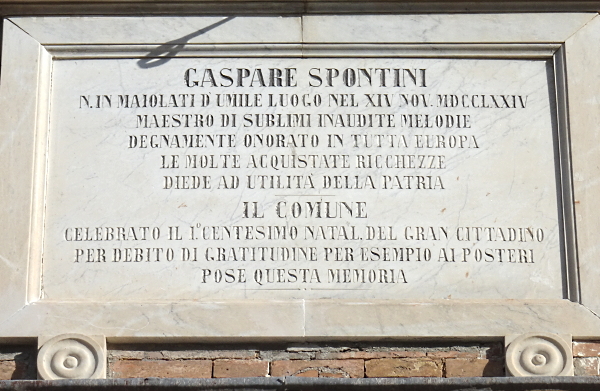 GASPARE SPONTINI
N. IN MAIOLATI D'UMILE LUOGO NEL XIV NOV. MDCCLXXIV
MAESTRO DI SUBLIMI INAUDITE MELODIE
DEGNAMENTE ONORATO IN TUTTA EUROPA
LE MOLTE ACQUISTATE RICCHEZZE
DIEDE AD UTILITÀ DELLA PATRIA
IL COMUNE
CELEBRATO IL 1.º CENTESIMO NATAL. DEL GRAN CITTADINO
PER DEBITO DI GRATITUDINE PER ESEMPIO AI POSTERI
POSE QUESTA MEMORIA